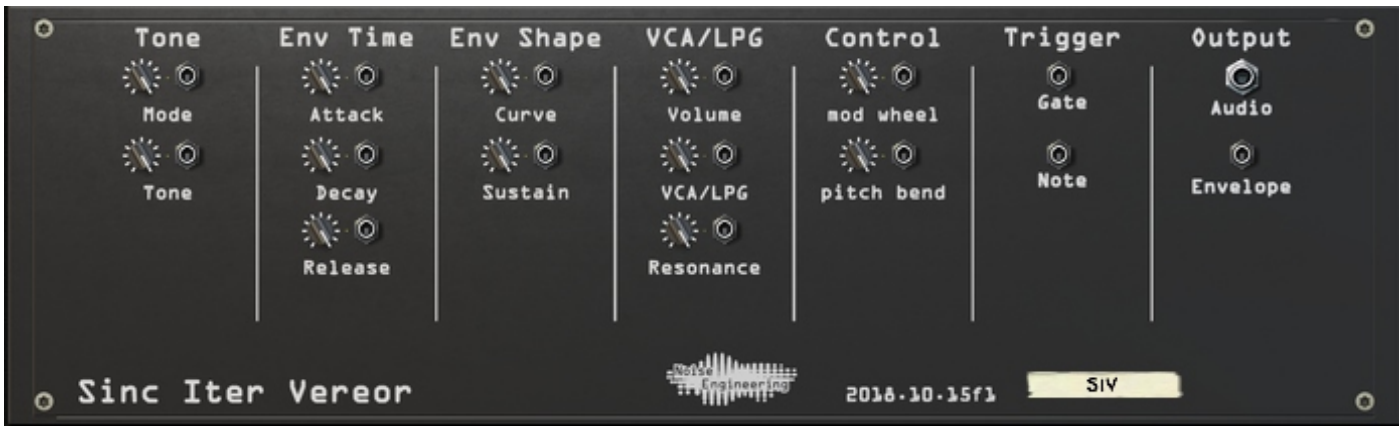 Tone Env Time Env Shape VCA/LPG Control Trigger Output
Mode Attack Curve Volume mod wheel Gate Audio
Tone Decay Sustain VCA/LPG pitch bend Note Envelope
Release Resonance
Sinc Iter Vereor
Noise
Engineering
2018.10.15f1
SIV